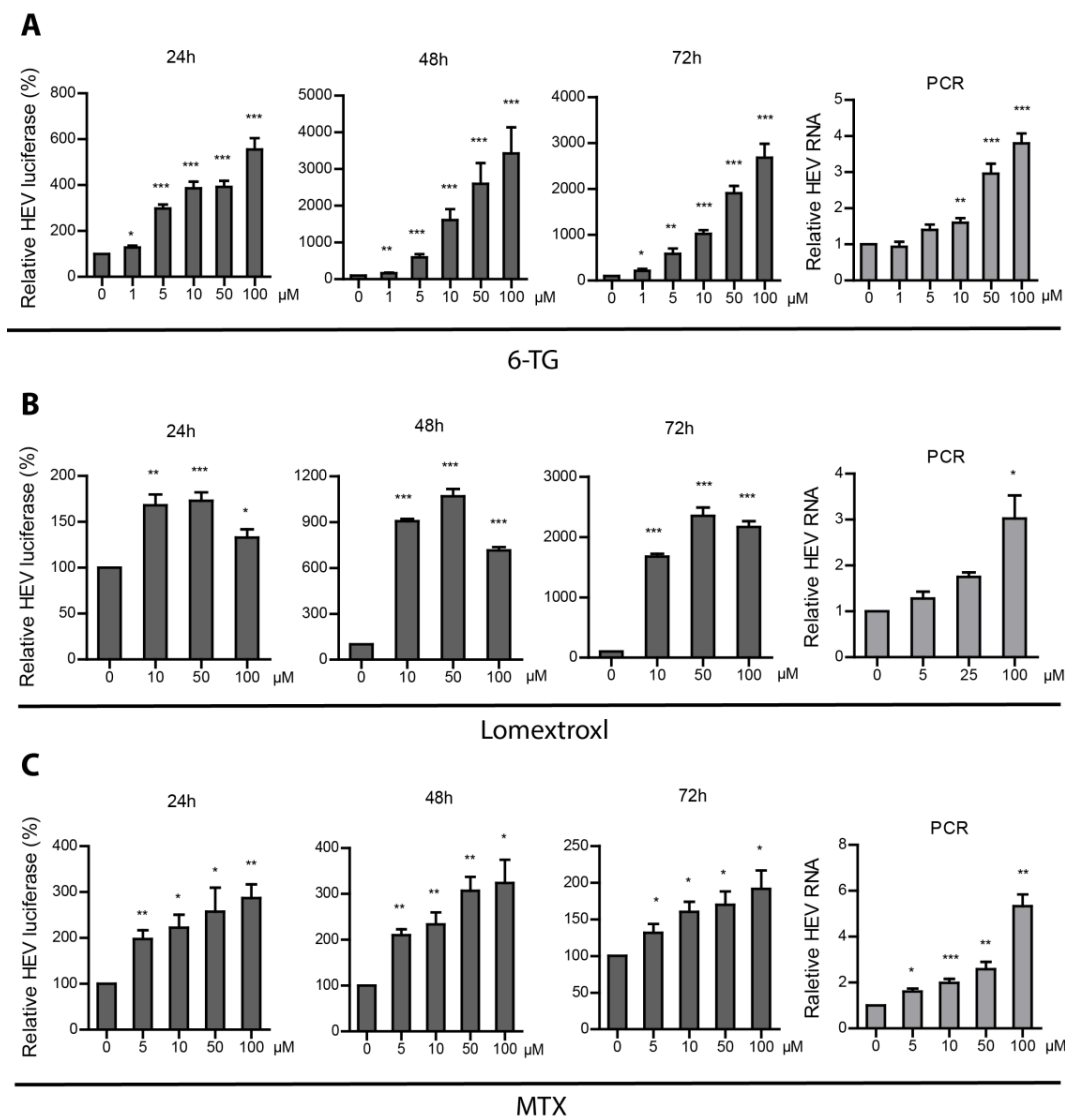 A
24h
48h
72h
PCR
Relative HEV luciferase (%)
800
600
400
200
0
* *** *** *** ***
0 1 5 10 50 100 µM
5000
4000
3000
2000
1000
0
** *** *** *** ***
0 1 5 10 50 100 µM
4000
3000
2000
1000
0
* ** *** *** ***
0 1 5 10 50 100 µM
Relative HEV RNA
5
4
3
2
1
0
** *** ***
0 1 5 10 50 100 µM
6-TG
B
24h
48h
72h
PCR
Relative HEV luciferase (%)
200
150
100
50
0
** *** *
0 10 50 100 µM
1200
900
600
300
0
*** *** ***
0 10 50 100 µM
3000
2000
1000
0
*** *** ***
0 10 50 100 µM
Relative HEV RNA
4
3
2
1
0
*
0 5 25 100 µM
Lomextroxl
C
24h
48h
72h
PCR
Relative HEV luciferase (%)
400
300
200
100
0
** * * **
0 5 10 50 100 µM
400
300
200
100
0
** ** ** *
0 5 10 50 100 µM
250
200
150
100
50
0
* * * *
0 5 10 50 100 µM
Raletive HEV RNA
8
6
4
2
0
* *** ** **
0 5 10 50 100 µM
MTX